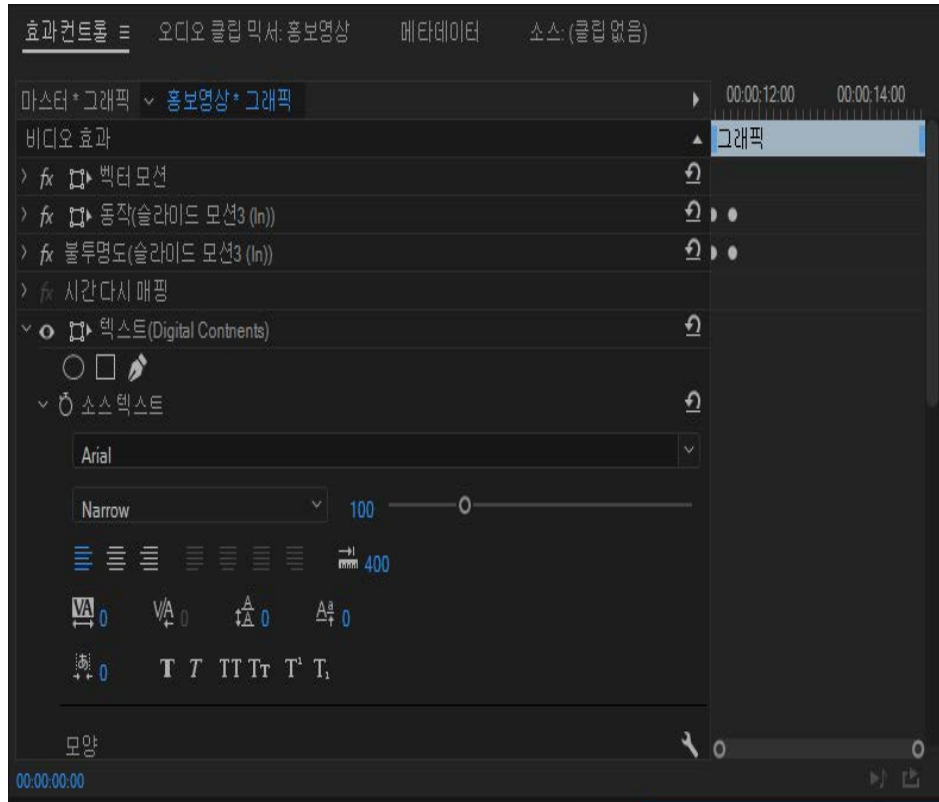 효과 컨트롤 오디오 클립 믹서: 홍보영상 메타데이터 소스: (클립 없음)
마스터 * 그래픽 홍보영상 * 그래픽 00:00:12:00 00:00:14:00
비디오 효과 그래픽
fx 벡터 모션
fx 동작(슬라이드 모션3 (In))
fx 불투명도(슬라이드 모션3 (In))
fx 시간 다시 매핑
텍스트(Digital Contnents)
소스 텍스트
Arial
Narrow 100
400
VA 0 V/A 0 0 0
0 T T TT Tт T¹ T₁
모양
00:00:00:00